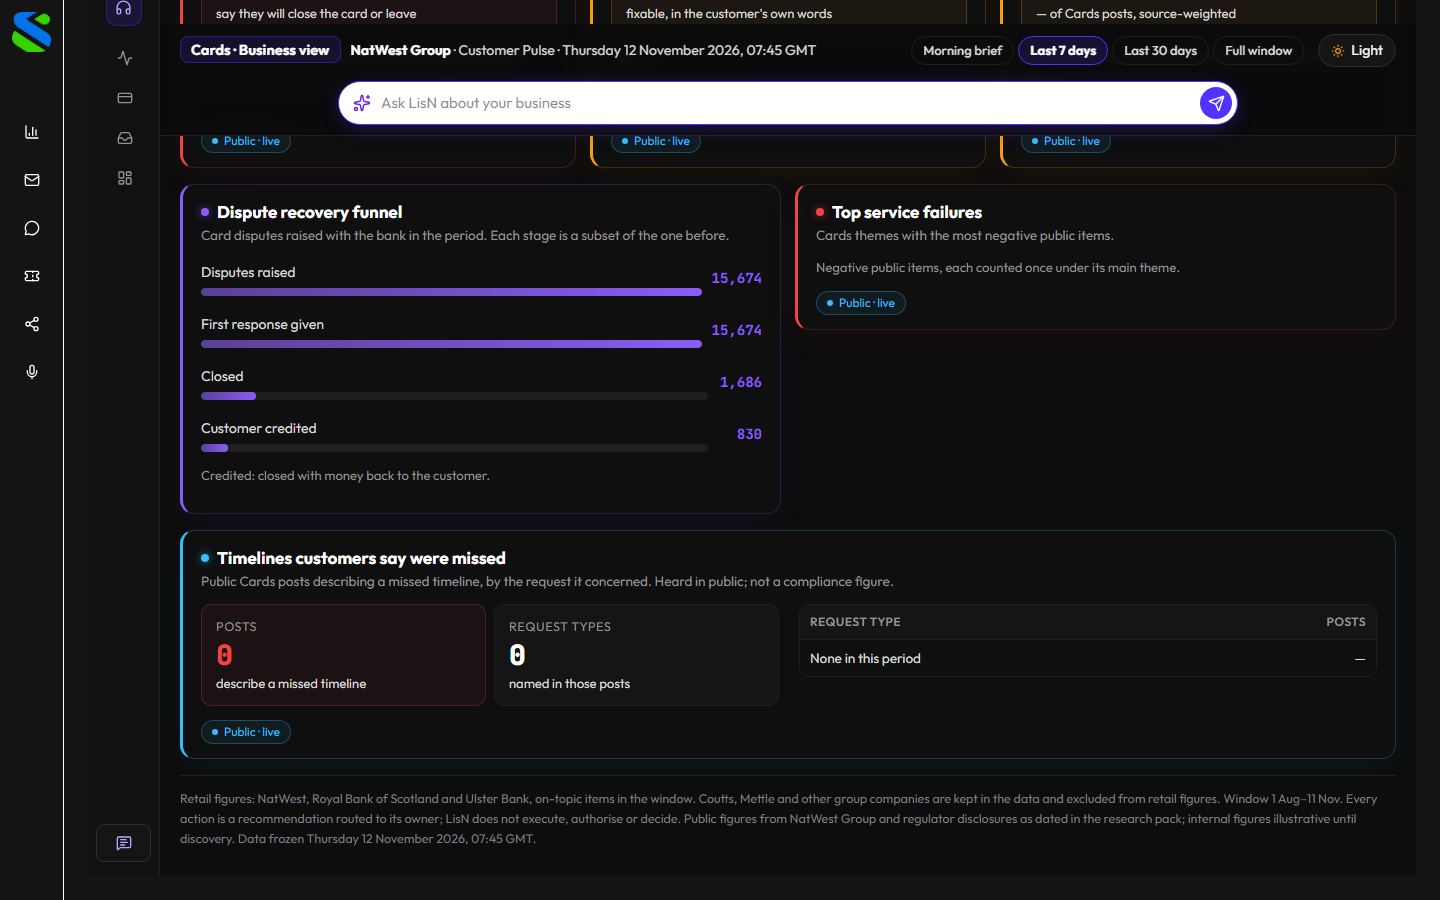 say they will close the card or leave
fixable, in the customer's own words
— of Cards posts, source-weighted
Cards · Business view
NatWest Group · Customer Pulse · Thursday 12 November 2026, 07:45 GMT
Morning brief
Last 7 days
Last 30 days
Full window
Light
Ask LisN about your business
Public · live
Public · live
Public · live
Dispute recovery funnel
Card disputes raised with the bank in the period. Each stage is a subset of the one before.
Disputes raised
15,674
First response given
15,674
Closed
1,686
Customer credited
830
Credited: closed with money back to the customer.
Top service failures
Cards themes with the most negative public items.
Negative public items, each counted once under its main theme.
Public · live
Timelines customers say were missed
Public Cards posts describing a missed timeline, by the request it concerned. Heard in public; not a compliance figure.
POSTS
0
describe a missed timeline
REQUEST TYPES
0
named in those posts
REQUEST TYPE POSTS
None in this period —
Public · live
Retail figures: NatWest, Royal Bank of Scotland and Ulster Bank, on-topic items in the window. Coutts, Mettle and other group companies are kept in the data and excluded from retail figures. Window 1 Aug–11 Nov. Every
action is a recommendation routed to its owner; LisN does not execute, authorise or decide. Public figures from NatWest Group and regulator disclosures as dated in the research pack; internal figures illustrative until
discovery. Data frozen Thursday 12 November 2026, 07:45 GMT.